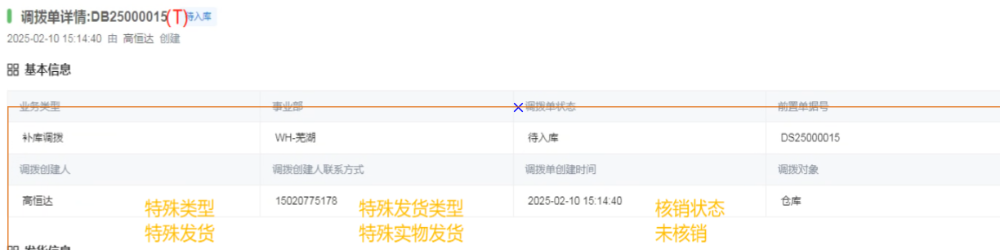 调拨单详情:DB25000015(T) 待入库
2025-02-10 15:14:40 由 高恒达 创建
基本信息
业务类型 事业部 调拨单状态 前置单据号
补库调拨 WH-芜湖 待入库 DS25000015
调拨创建人 调拨创建人联系方式 调拨单创建时间 调拨对象
高恒达 15020775178 2025-02-10 15:14:40 仓库
特殊类型 特殊发货类型 核销状态
特殊发货 特殊实物发货 未核销
发货信息